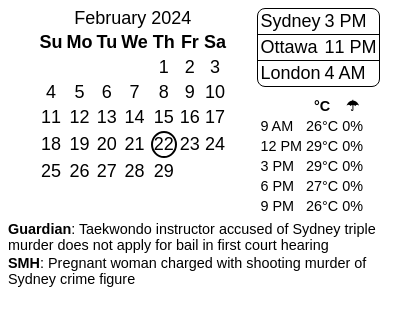 February 2024
Su Mo Tu We Th Fr Sa
1 2 3
4 5 6 7 8 9 10
11 12 13 14 15 16 17
18 19 20 21 22 23 24
25 26 27 28 29
Sydney 3 PM
Ottawa 11 PM
London 4 AM
°C ☂
9 AM 26°C 0%
12 PM 29°C 0%
3 PM 29°C 0%
6 PM 27°C 0%
9 PM 26°C 0%
Guardian: Taekwondo instructor accused of Sydney triple
murder does not apply for bail in first court hearing
SMH: Pregnant woman charged with shooting murder of
Sydney crime figure